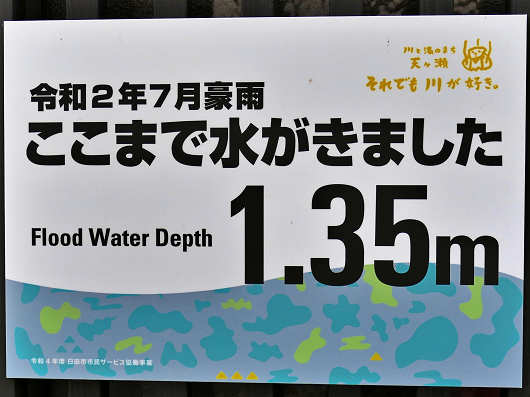 川と湯のまち
天ヶ瀬
それでも川が好き。
令和2年7月豪雨
ここまで水がきました
Flood Water Depth
1.35m
令和4年度 日田市市民サービス協働事業